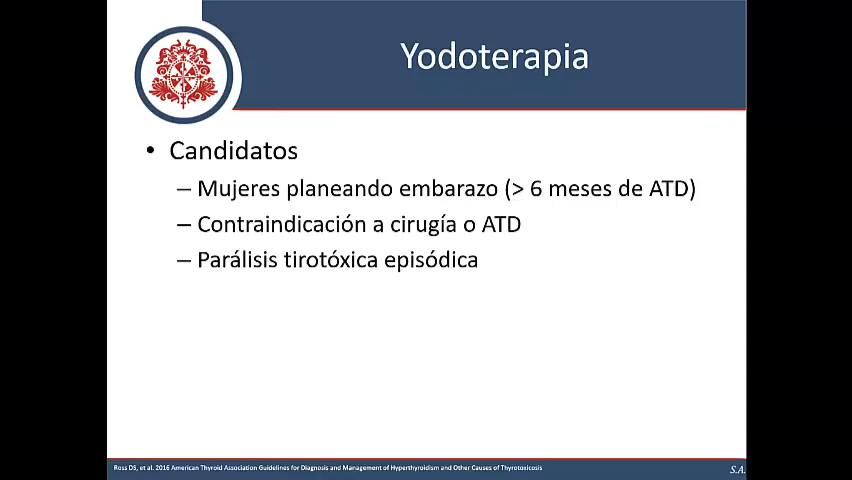 Yodoterapia
• Candidatos
– Mujeres planeando embarazo (> 6 meses de ATD)
– Contraindicación a cirugía o ATD
– Parálisis tirotóxica episódica
Ross DS, et al. 2016 American Thyroid Association Guidelines for Diagnosis and Management of Hyperthyroidism and Other Causes of Thyrotoxicosis
S.A.